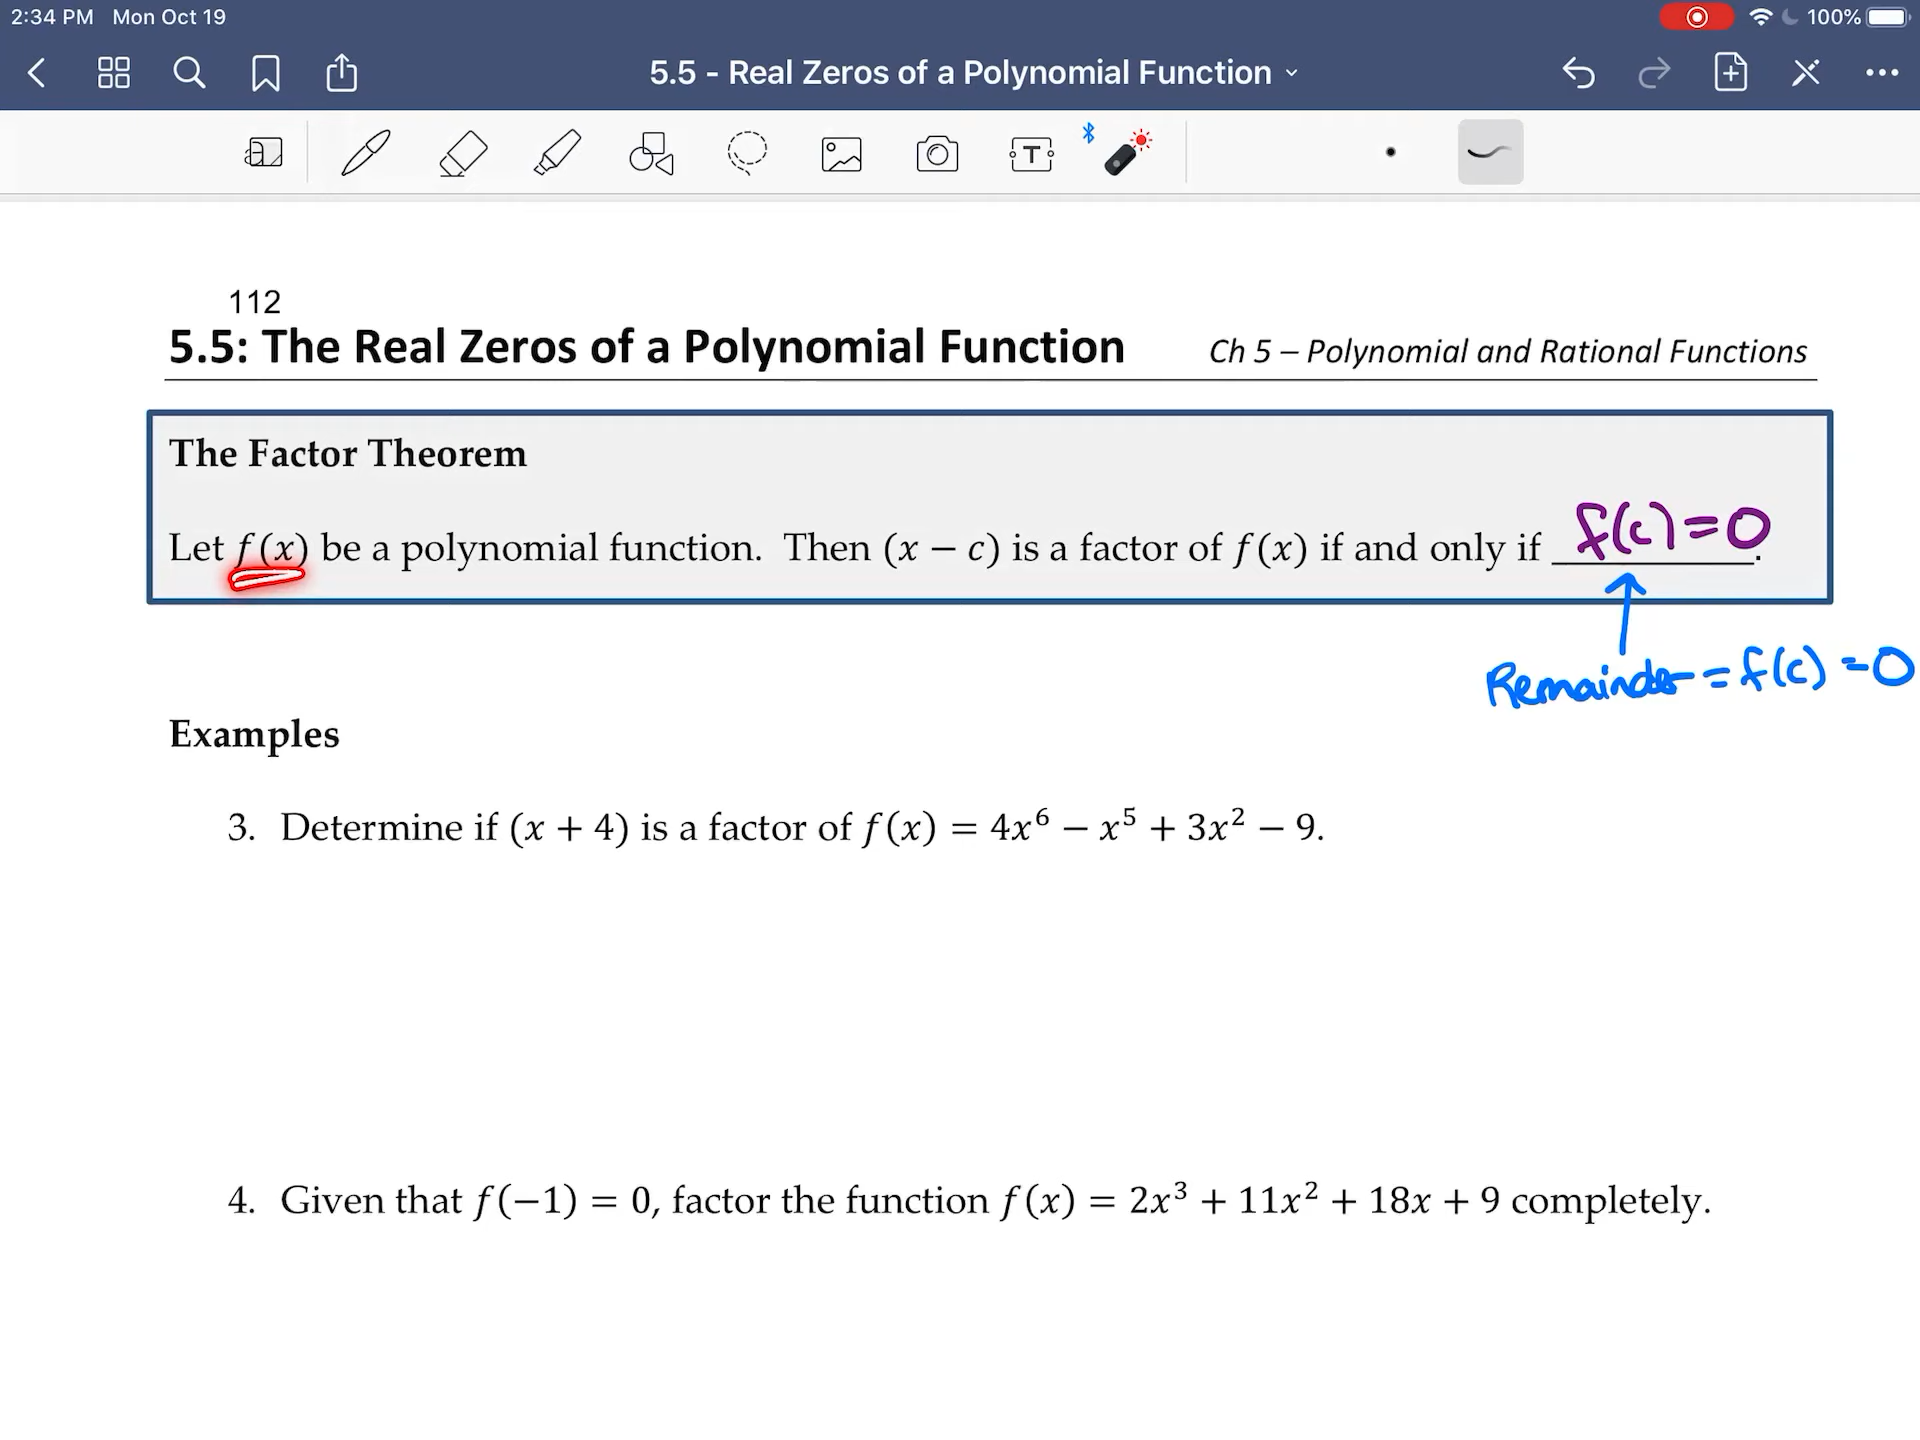 2:34 PM Mon Oct 19 100%
5.5 - Real Zeros of a Polynomial Function
T
112
5.5: The Real Zeros of a Polynomial Function Ch 5 – Polynomial and Rational Functions
The Factor Theorem
Let f(x) be a polynomial function. Then (x − c) is a factor of f(x) if and only if f(c)=0.
Remainder = f(c) = 0
Examples
3. Determine if (x + 4) is a factor of f(x) = 4x⁶ − x⁵ + 3x² − 9.
4. Given that f(−1) = 0, factor the function f(x) = 2x³ + 11x² + 18x + 9 completely.